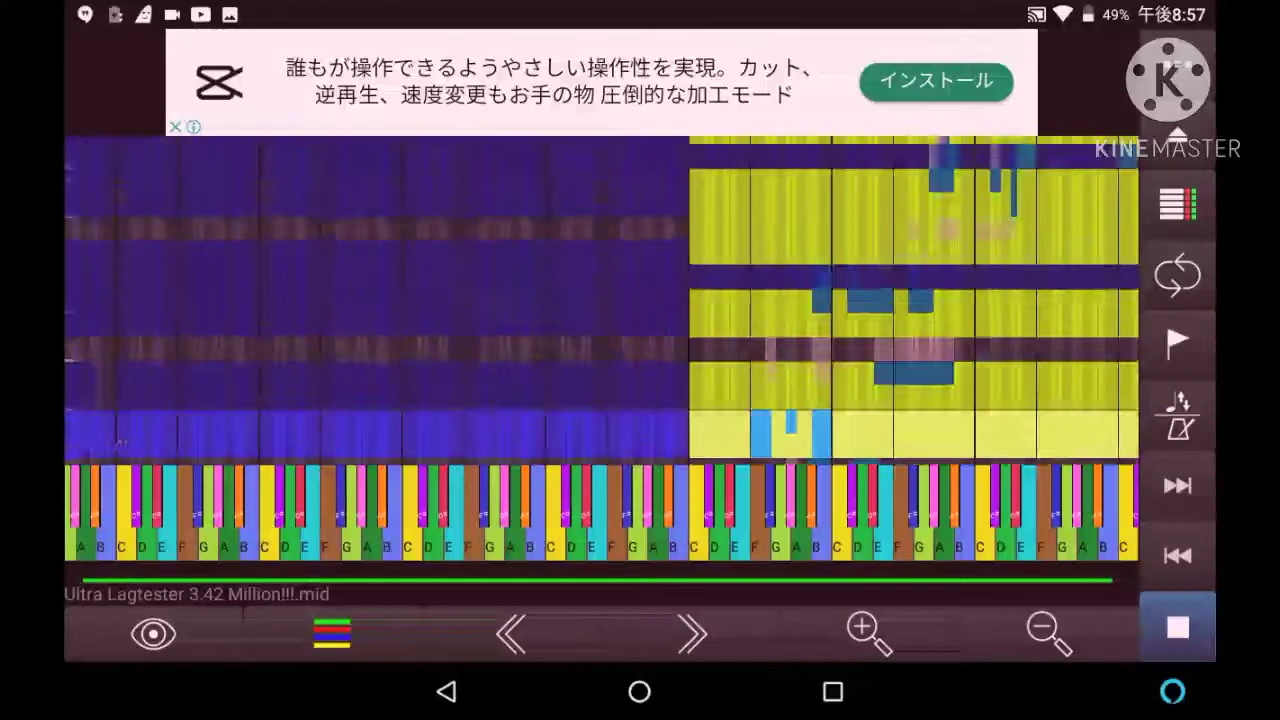 49% 午後8:57
誰もが操作できるようやさしい操作性を実現。カット、
逆再生、速度変更もお手の物 圧倒的な加工モード
インストール
K
KINEMASTER
A B C D E F G A B C D E F G A B C D E F G A B C D E F G A B C D E F G A B C D E F G A B C D E F G A B C
Ultra Lagtester 3.42 Million!!!.mid